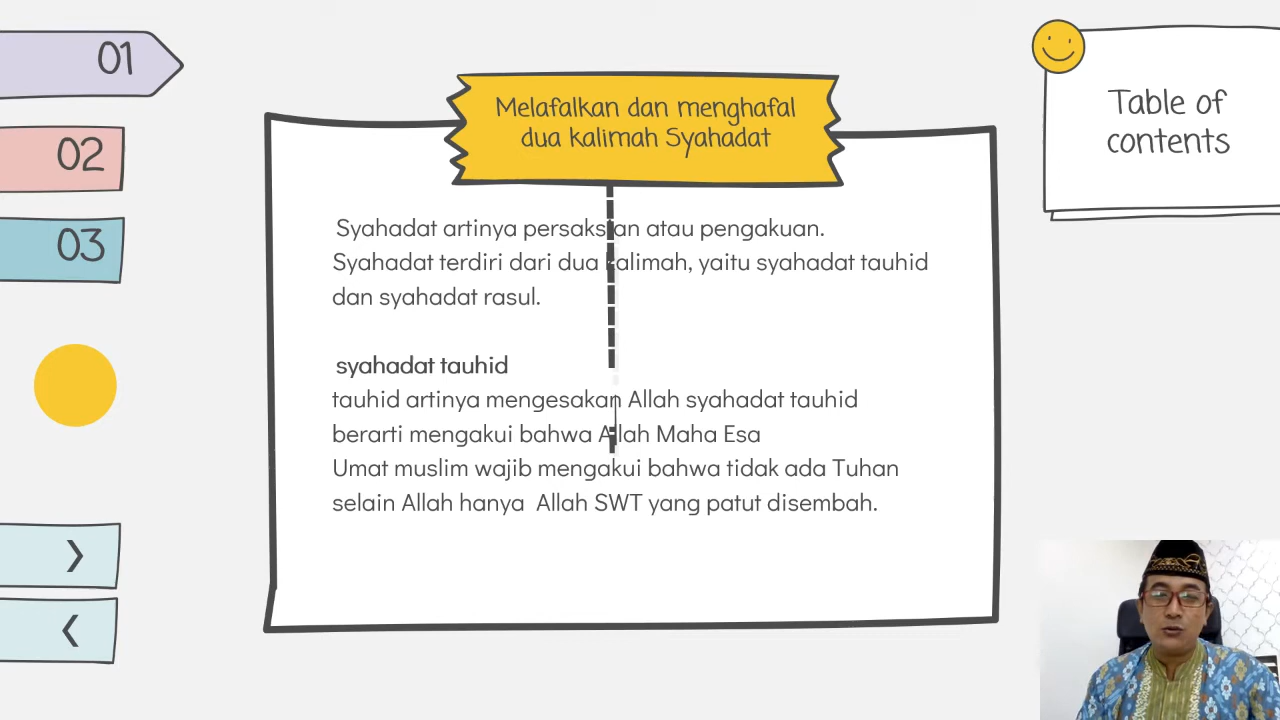 01
02
03
Melafalkan dan menghafal
dua kalimah Syahadat
Table of
contents
Syahadat artinya persaksian atau pengakuan.
Syahadat terdiri dari dua kalimah, yaitu syahadat tauhid
dan syahadat rasul.
syahadat tauhid
tauhid artinya mengesakan Allah syahadat tauhid
berarti mengakui bahwa Allah Maha Esa
Umat muslim wajib mengakui bahwa tidak ada Tuhan
selain Allah hanya Allah SWT yang patut disembah.